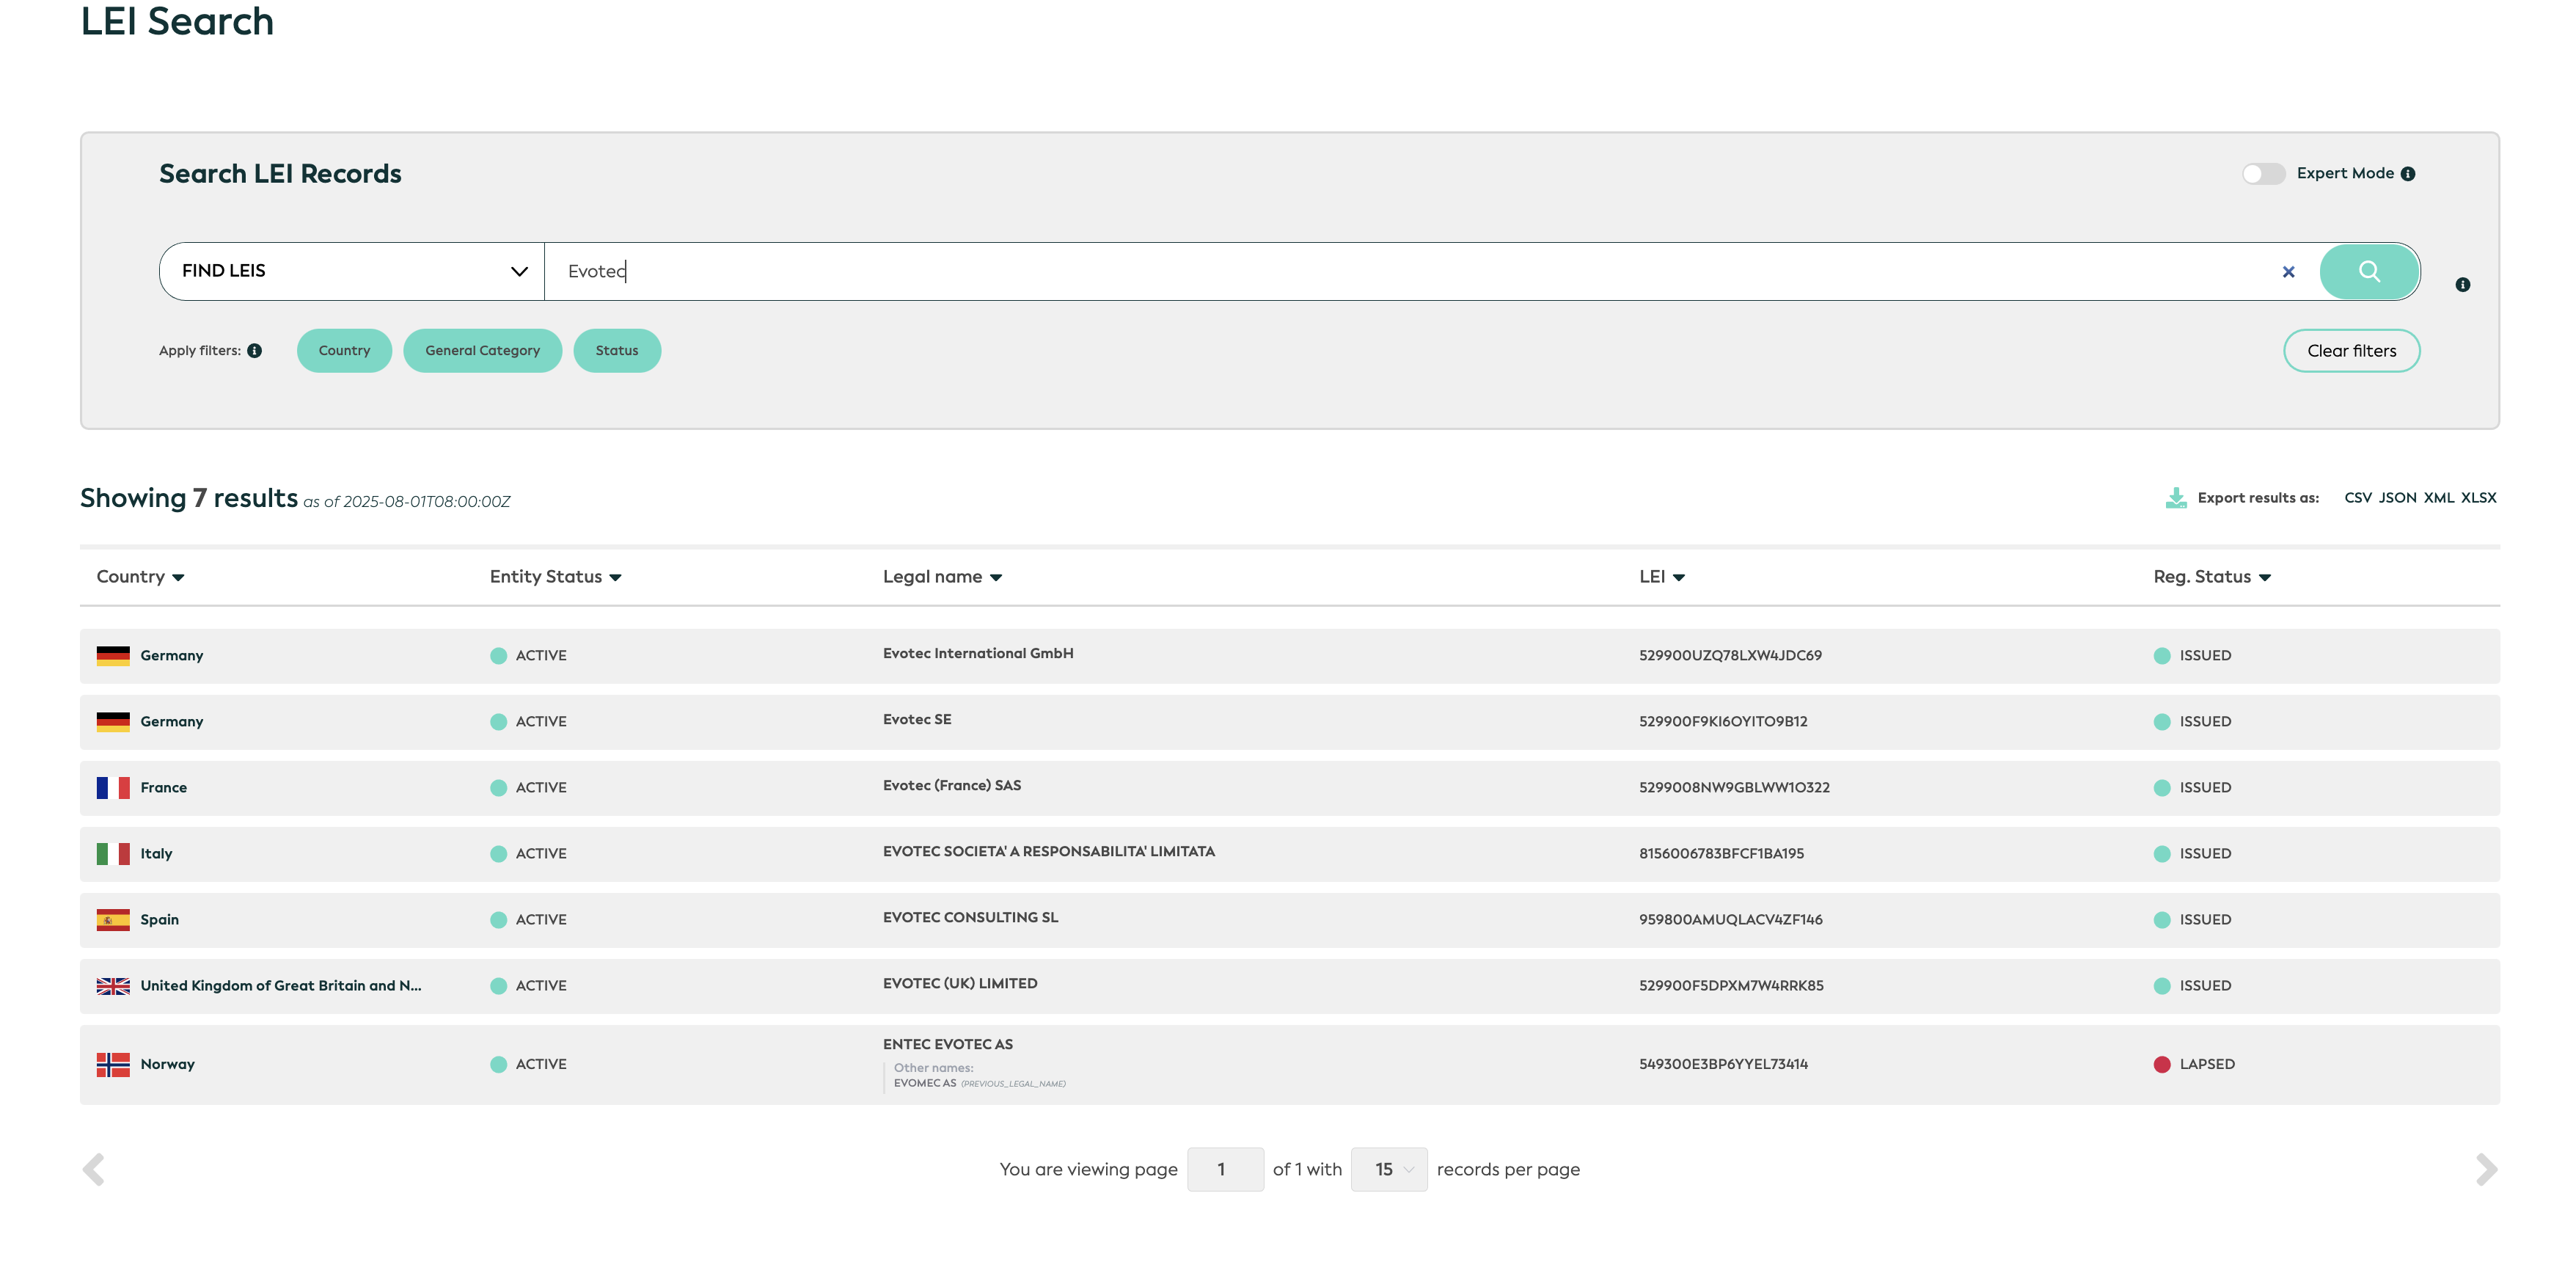 LEI Search
Search LEI Records
Expert Mode
FIND LEIS
Evotec
Apply filters:
Country
General Category
Status
Clear filters
Showing 7 results as of 2025-08-01T08:00:00Z
Export results as: CSV JSON XML XLSX
Country Entity Status Legal name LEI Reg. Status
Germany ACTIVE Evotec International GmbH 529900UZQ78LXW4JDC69 ISSUED
Germany ACTIVE Evotec SE 529900F9KI6OYITO9B12 ISSUED
France ACTIVE Evotec (France) SAS 5299008NW9GBLWW1O322 ISSUED
Italy ACTIVE EVOTEC SOCIETA' A RESPONSABILITA' LIMITATA 8156006783BFCF1BA195 ISSUED
Spain ACTIVE EVOTEC CONSULTING SL 959800AMUQLACV4ZF146 ISSUED
United Kingdom of Great Britain and N... ACTIVE EVOTEC (UK) LIMITED 529900F5DPXM7W4RRK85 ISSUED
Norway ACTIVE ENTEC EVOTEC AS 549300E3BP6YYEL73414 LAPSED
Other names:
EVOMEC AS (PREVIOUS_LEGAL_NAME)
You are viewing page 1 of 1 with 15 records per page